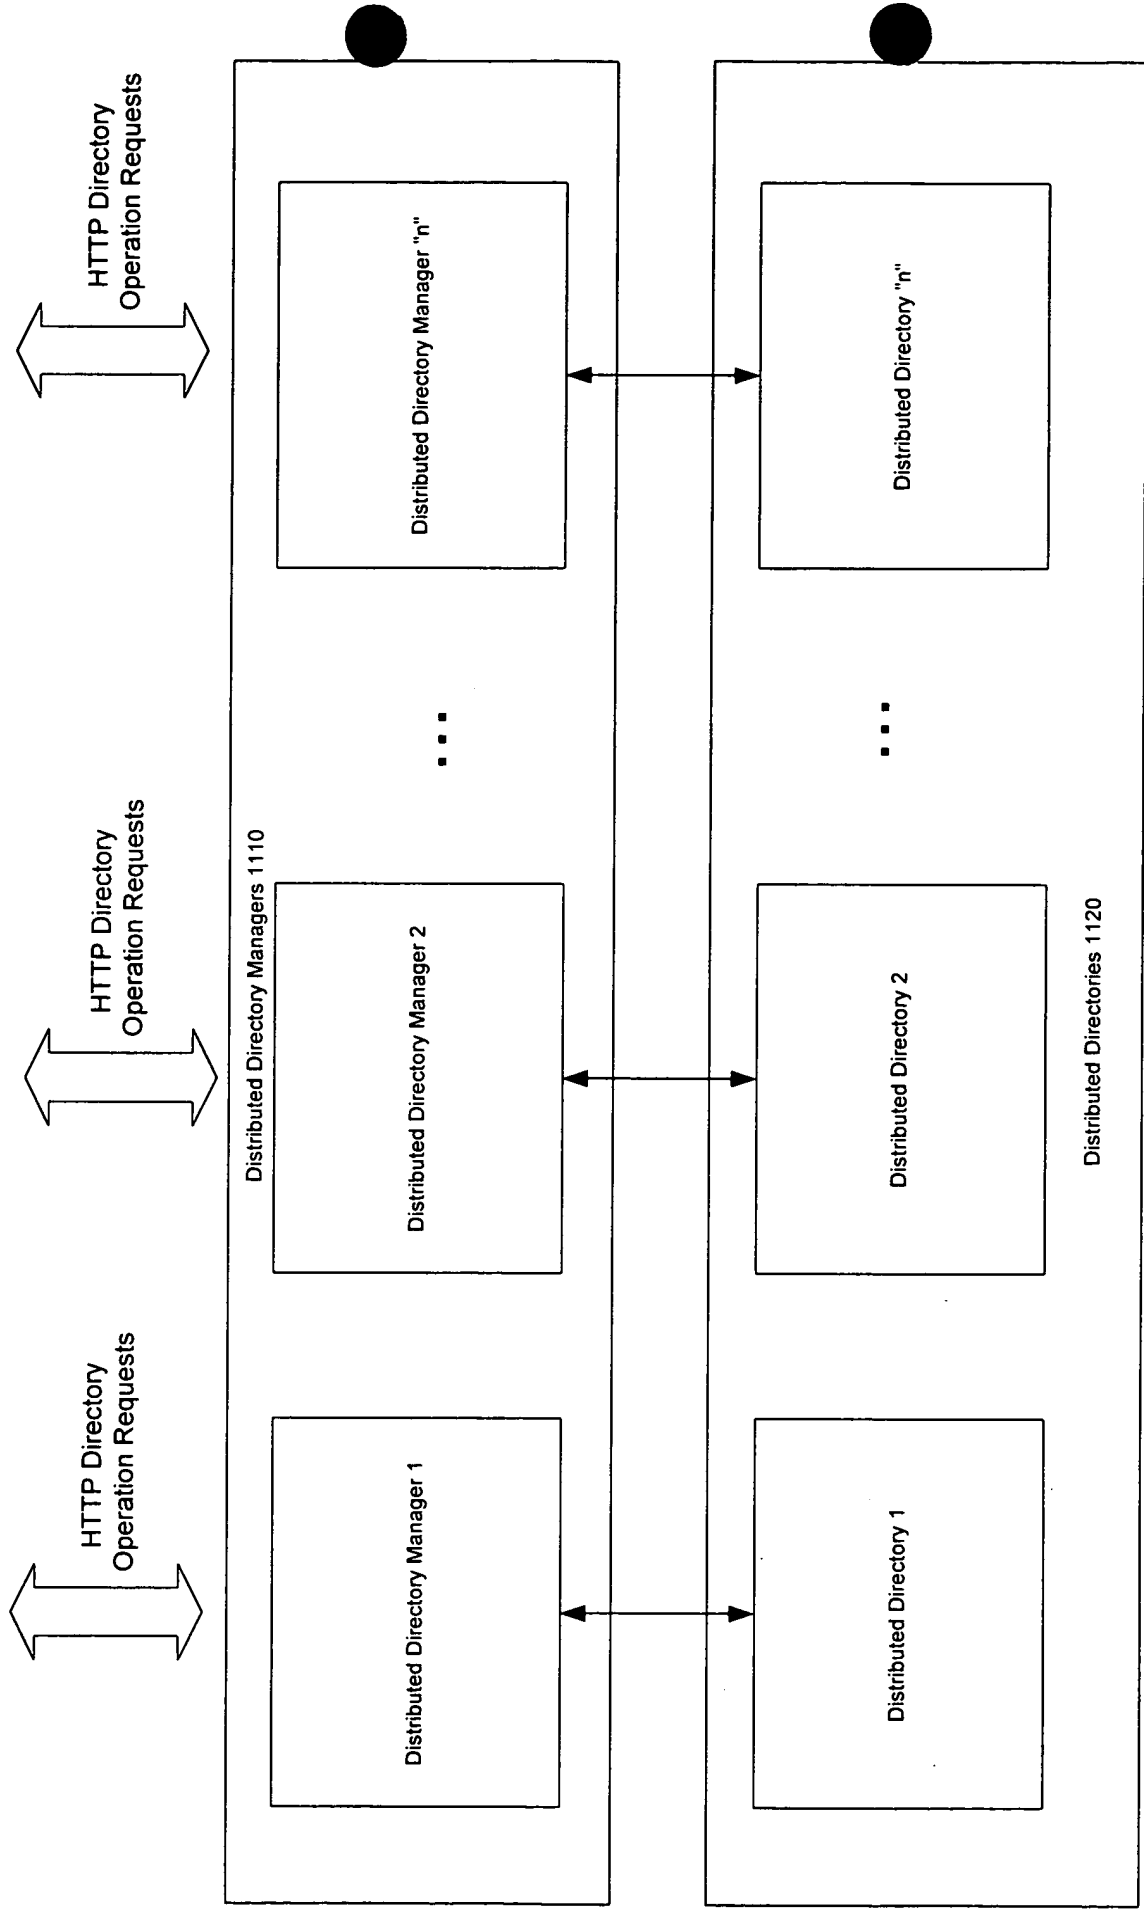 HTTP Directory
Operation Requests
HTTP Directory
Operation Requests
HTTP Directory
Operation Requests
Distributed Directory Managers 1110
Distributed Directory Manager 1
Distributed Directory Manager 2
...
Distributed Directory Manager "n"
Distributed Directory 1
Distributed Directory 2
...
Distributed Directory "n"
Distributed Directories 1120